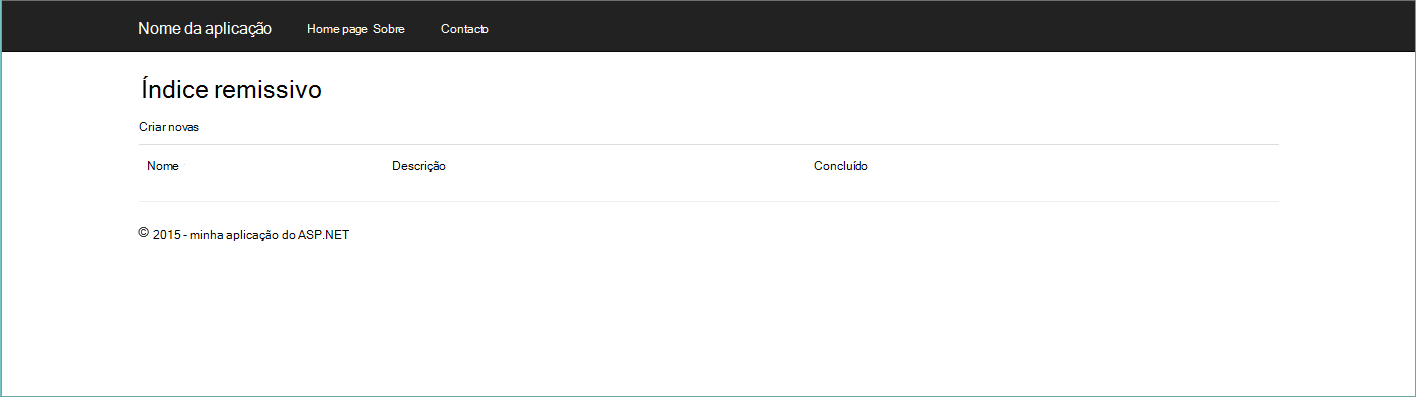 Nome da aplicação Home page Sobre Contacto
Índice remissivo
Criar novas
Nome Descrição Concluído
© 2015 - minha aplicação do ASP.NET